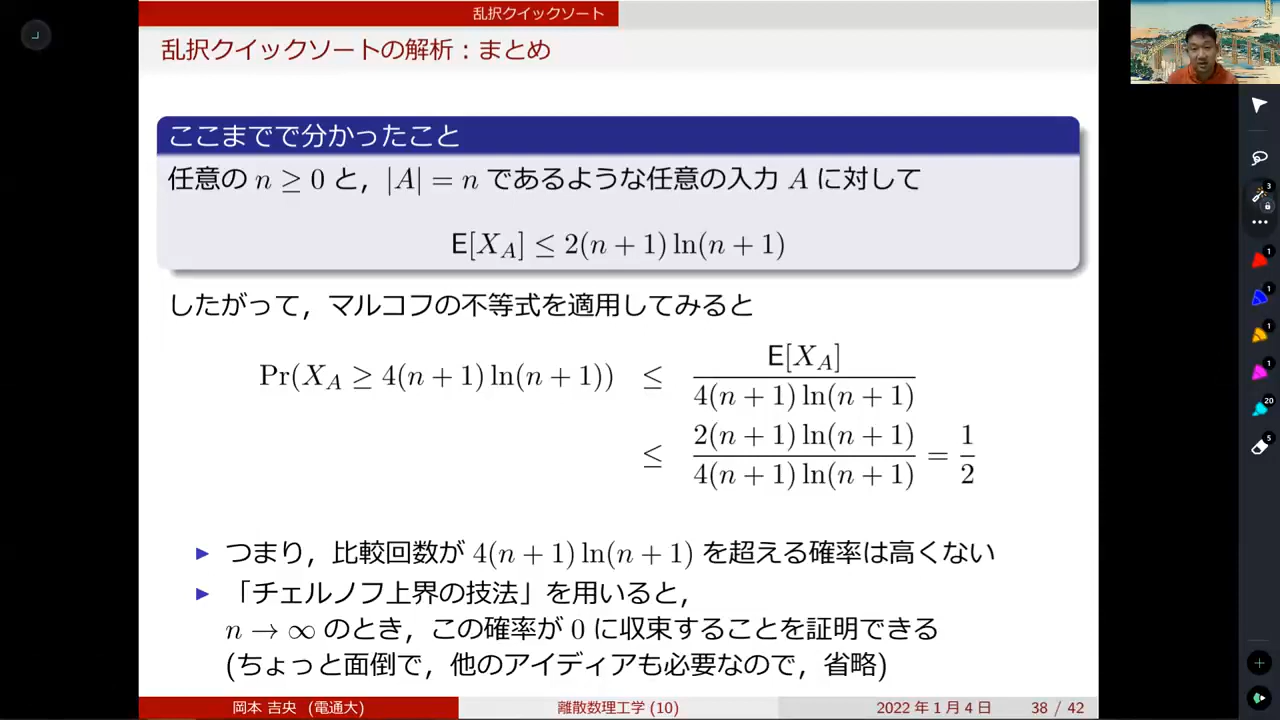 乱択クイックソート
乱択クイックソートの解析：まとめ
ここまでで分かったこと
任意の n ≥ 0 と，|A| = n であるような任意の入力 A に対して
E[X_A] ≤ 2(n + 1) ln(n + 1)
したがって，マルコフの不等式を適用してみると
Pr(X_A ≥ 4(n + 1) ln(n + 1)) ≤ E[X_A] / 4(n + 1) ln(n + 1)
≤ 2(n + 1) ln(n + 1) / 4(n + 1) ln(n + 1) = 1/2
▶ つまり，比較回数が 4(n + 1) ln(n + 1) を超える確率は高くない
▶ 「チェルノフ上界の技法」を用いると，
n → ∞ のとき，この確率が 0 に収束することを証明できる
(ちょっと面倒で，他のアイディアも必要なので，省略)
岡本 吉央 (電通大) 離散数理工学 (10) 2022 年 1 月 4 日 38 / 42
3
1
1
1
1
20
5